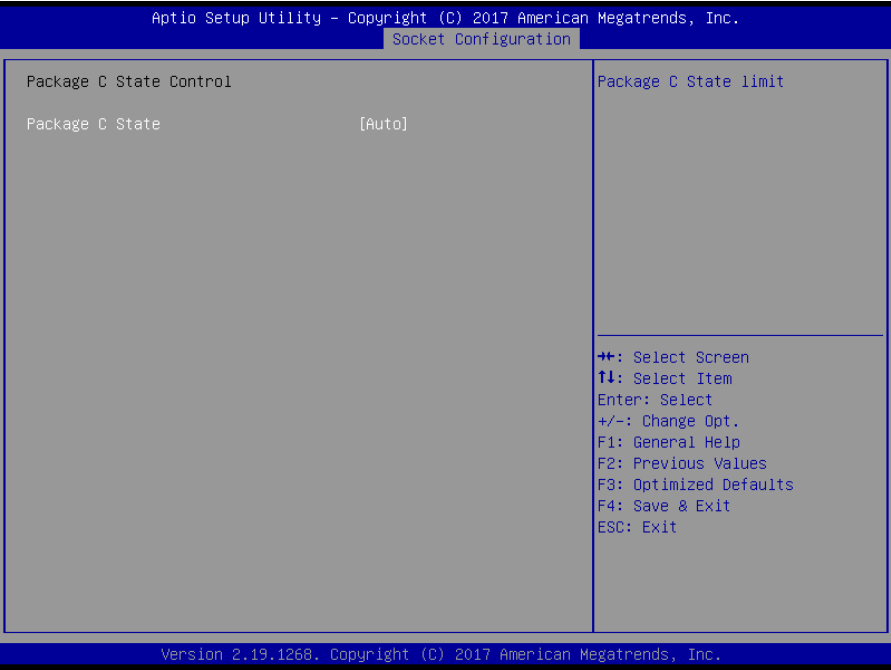 Aptio Setup Utility – Copyright (C) 2017 American Megatrends, Inc.
Socket Configuration
Package C State Control
Package C State [Auto]
Package C State limit
→←: Select Screen
↑↓: Select Item
Enter: Select
+/-: Change Opt.
F1: General Help
F2: Previous Values
F3: Optimized Defaults
F4: Save & Exit
ESC: Exit
Version 2.19.1268. Copyright (C) 2017 American Megatrends, Inc.